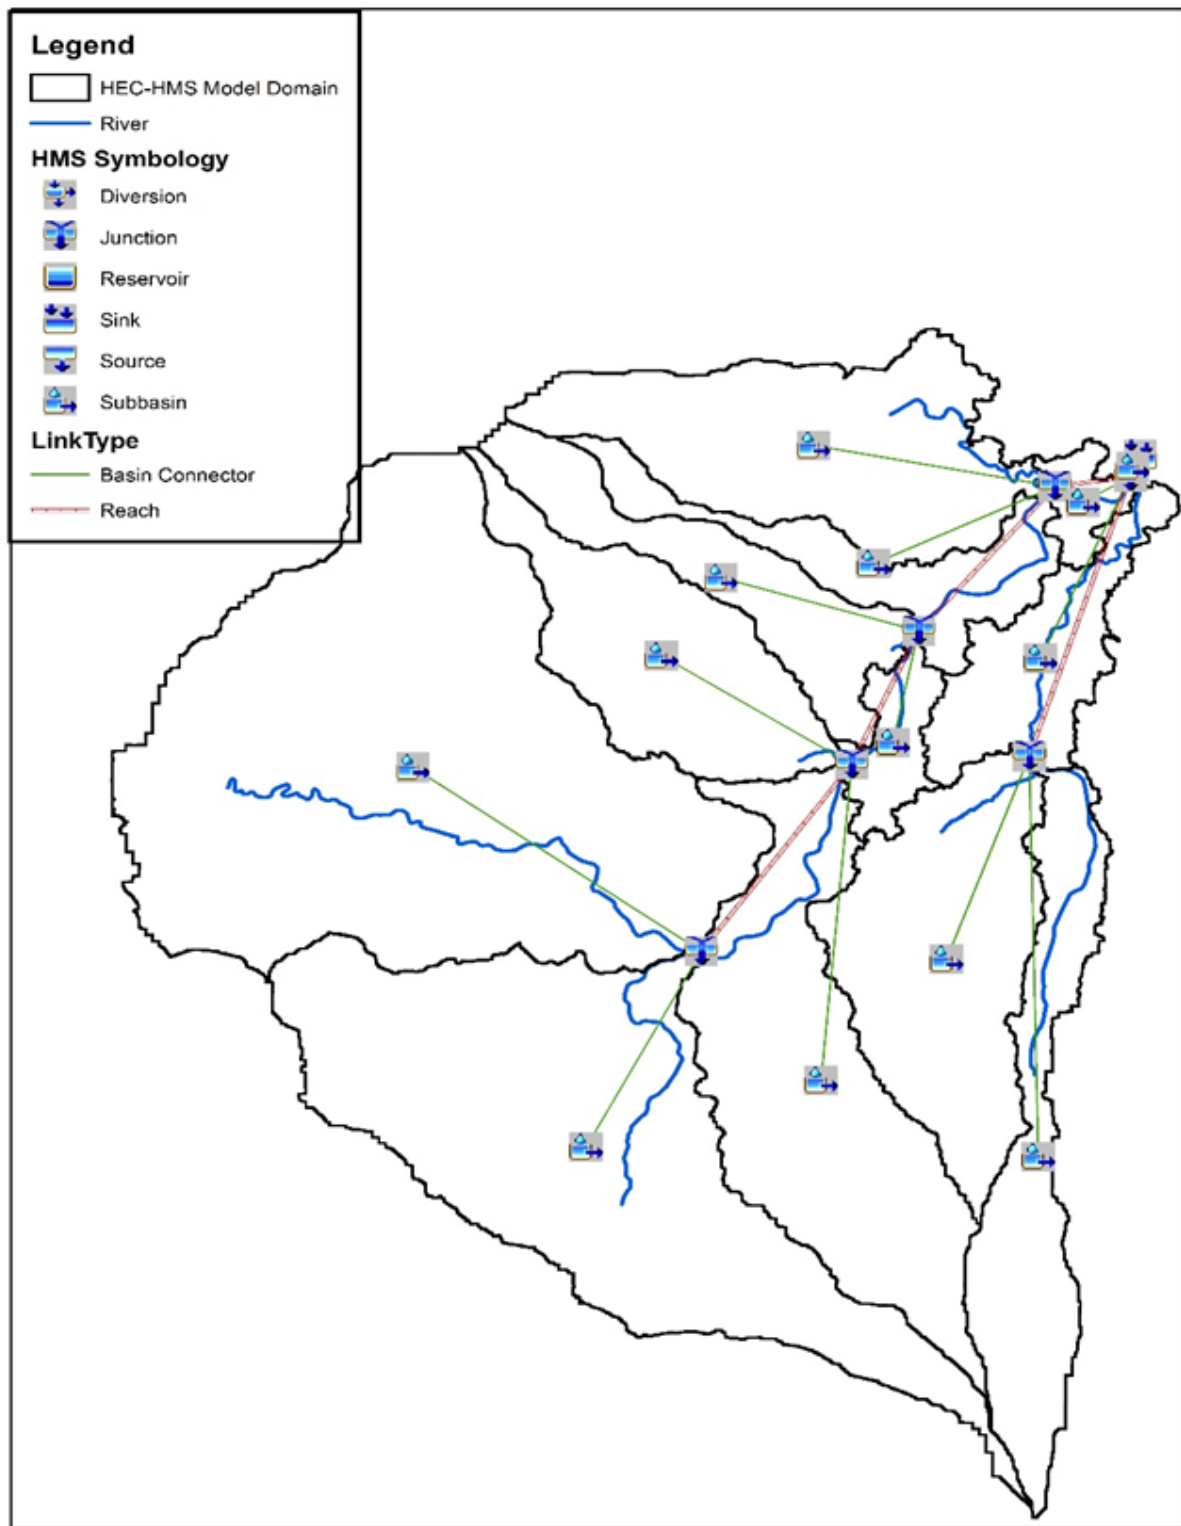 Legend
HEC-HMS Model Domain
River
HMS Symbology
Diversion
Junction
Reservoir
Sink
Source
Subbasin
LinkType
Basin Connector
Reach